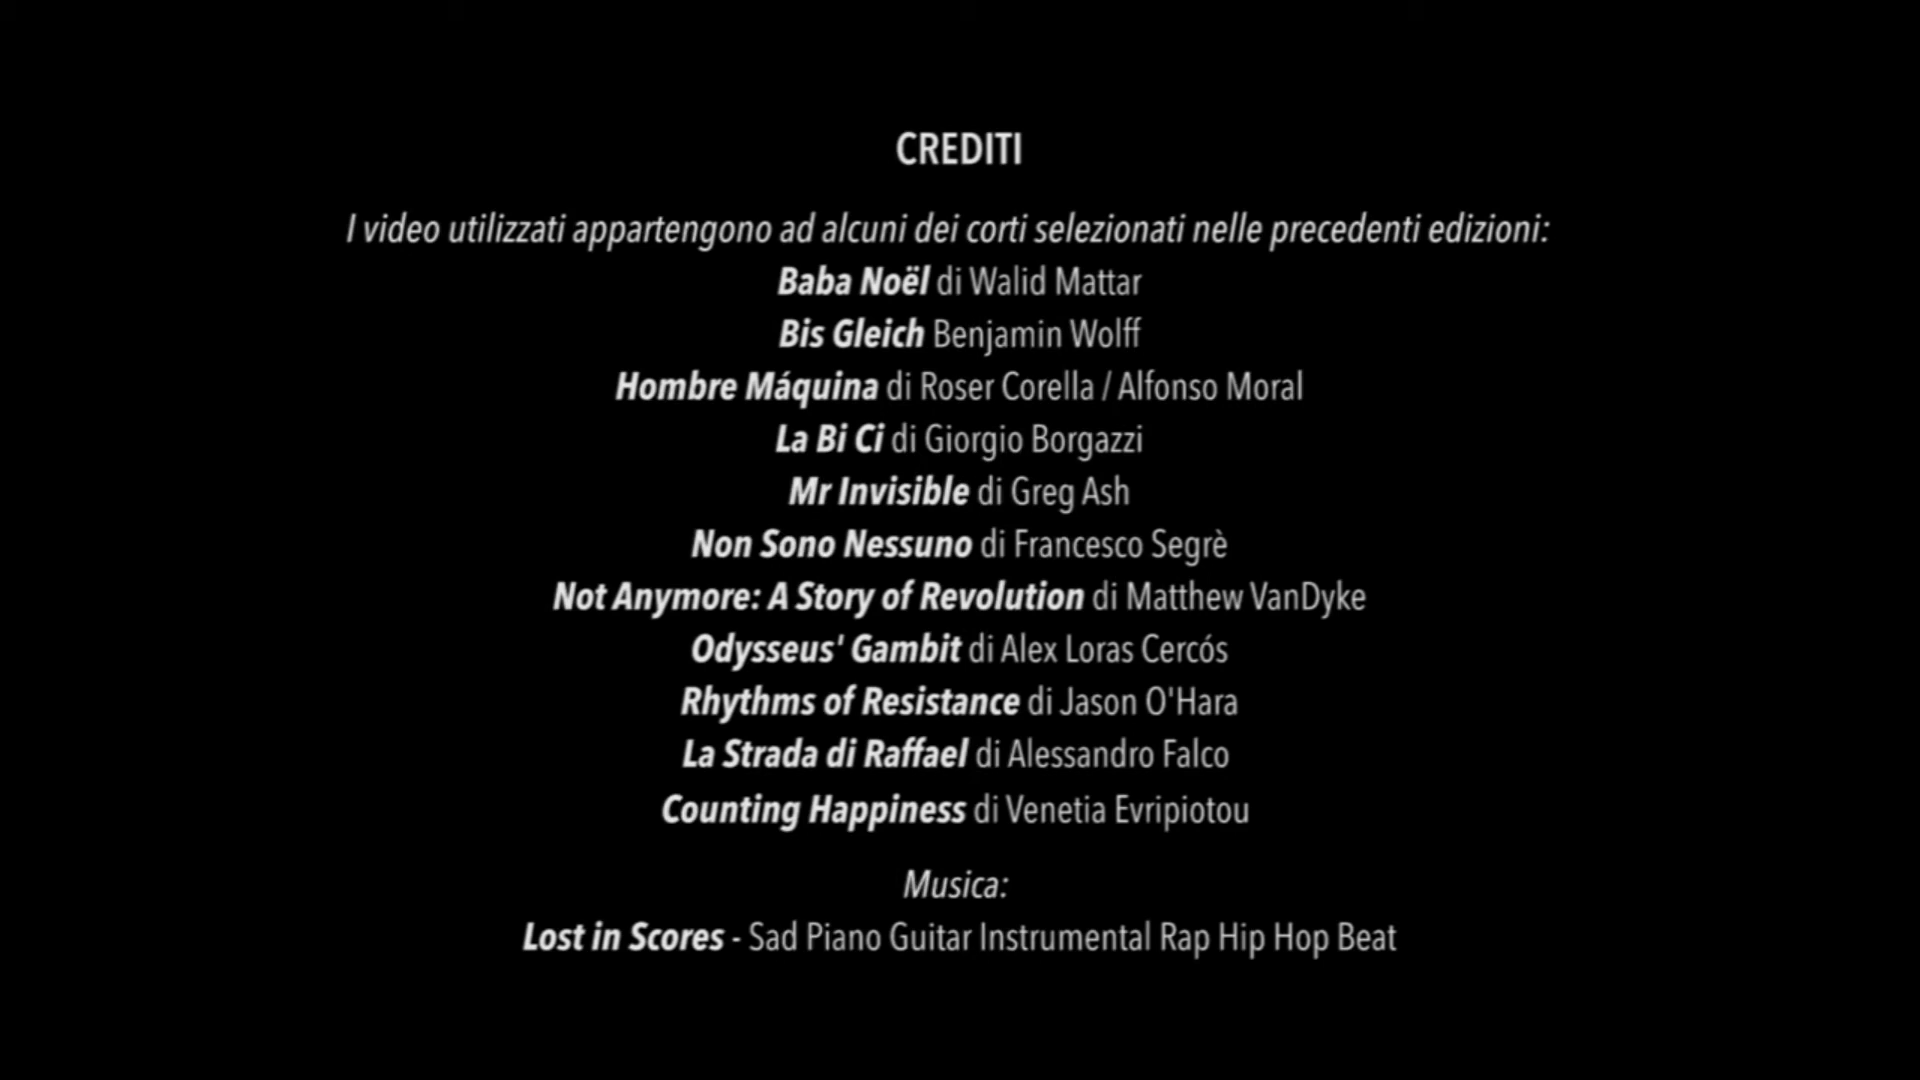 CREDITI
I video utilizzati appartengono ad alcuni dei corti selezionati nelle precedenti edizioni:
Baba Noël di Walid Mattar
Bis Gleich Benjamin Wolff
Hombre Máquina di Roser Corella / Alfonso Moral
La Bi Ci di Giorgio Borgazzi
Mr Invisible di Greg Ash
Non Sono Nessuno di Francesco Segrè
Not Anymore: A Story of Revolution di Matthew VanDyke
Odysseus' Gambit di Alex Loras Cercós
Rhythms of Resistance di Jason O'Hara
La Strada di Raffael di Alessandro Falco
Counting Happiness di Venetia Evripiotou
Musica:
Lost in Scores - Sad Piano Guitar Instrumental Rap Hip Hop Beat